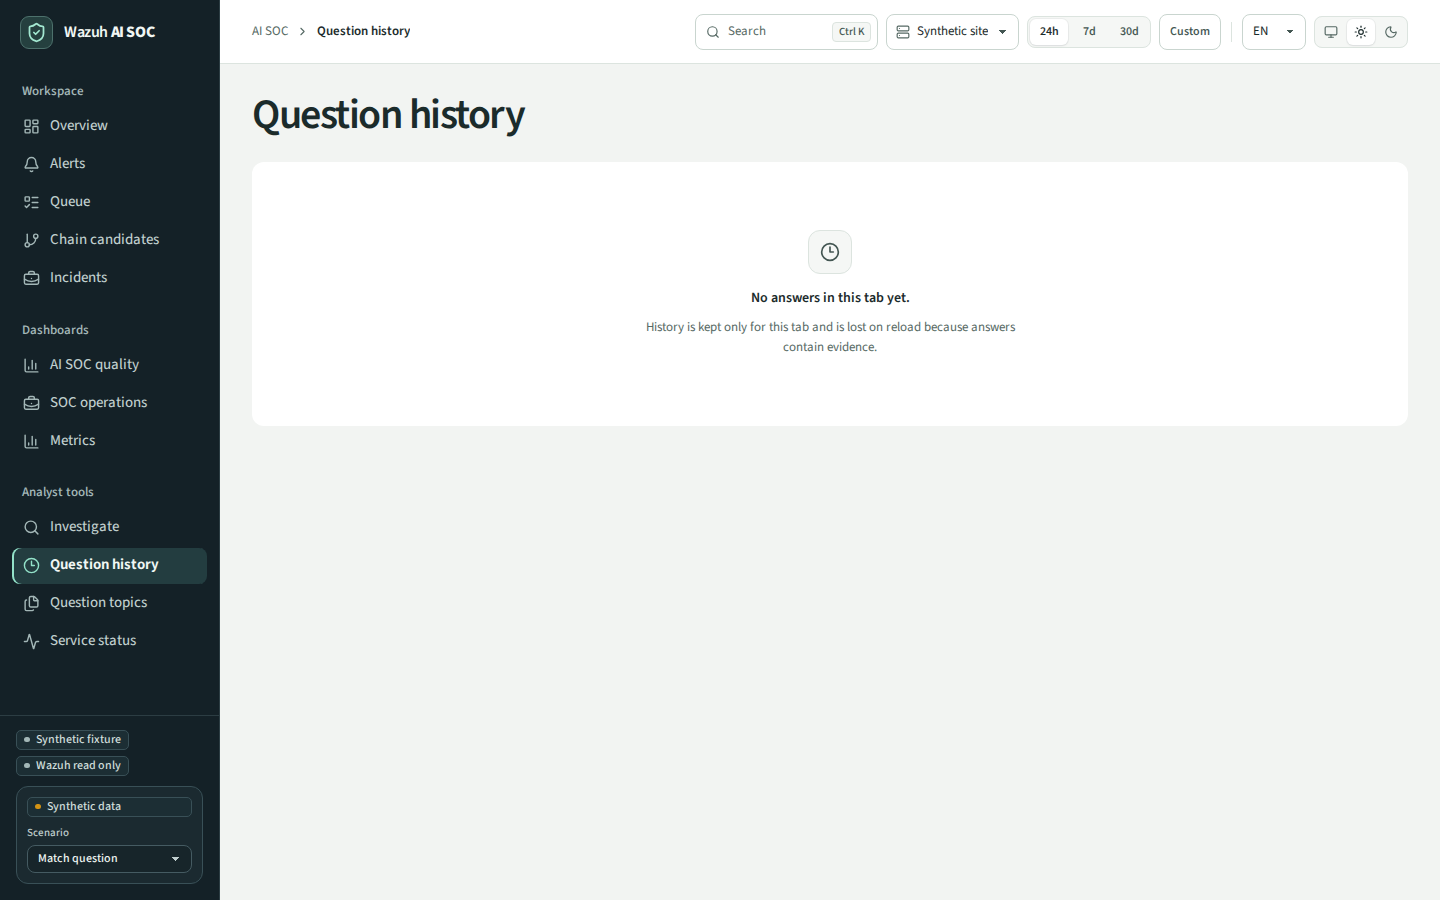 Wazuh AI SOC
Workspace
Overview
Alerts
Queue
Chain candidates
Incidents
Dashboards
AI SOC quality
SOC operations
Metrics
Analyst tools
Investigate
Question history
Question topics
Service status
Synthetic fixture
Wazuh read only
Synthetic data
Scenario
Match question
AI SOC > Question history
Search Ctrl K
Synthetic site
24h 7d 30d
Custom
EN
Question history
No answers in this tab yet.
History is kept only for this tab and is lost on reload because answers
contain evidence.